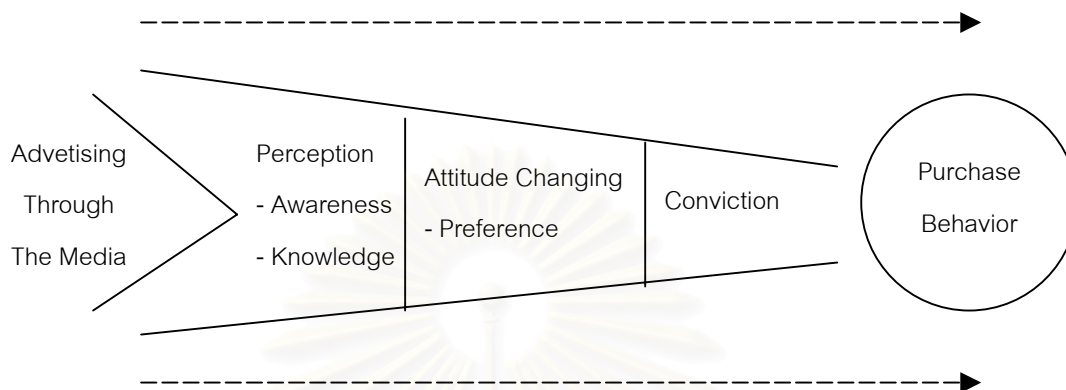 Advetising
Through
The Media
Perception
- Awareness
- Knowledge
Attitude Changing
- Preference
Conviction
Purchase
Behavior